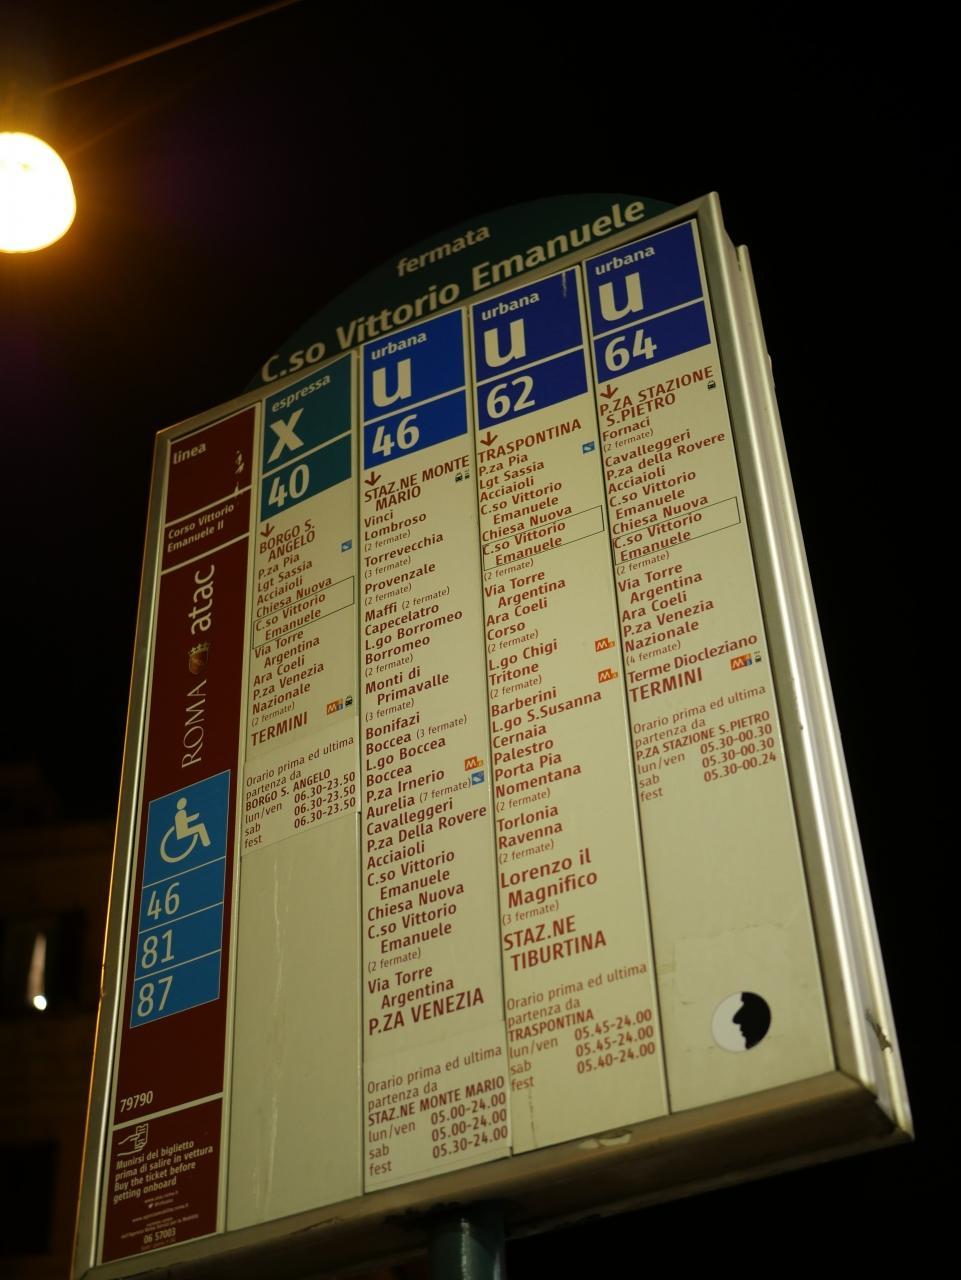 fermata
C.so Vittorio Emanuele
linea
Corso Vittorio
Emanuele II
ROMA atac
46
81
87
79790
Munirsi del biglietto
prima di salire in vettura
Buy the ticket before
getting onboard
06 57003
espressa
x
40
BORGO S.
ANGELO
P.za Pia
Lgt Sassia
Acciaioli
Chiesa Nuova
C.so Vittorio
Emanuele
Via Torre
Argentina
Ara Coeli
P.za Venezia
Nazionale
(2 fermate)
TERMINI
Orario prima ed ultima
partenza da
BORGO S. ANGELO
lun/ven 06.30-23.50
sab 06.30-23.50
fest 06.30-23.50
urbana
u
46
STAZ.NE MONTE
MARIO
Vinci
Lombroso
(2 fermate)
Torrevecchia
(3 fermate)
Provenzale
(2 fermate)
Maffi (2 fermate)
Capecelatro
L.go Borromeo
Borromeo
(2 fermate)
Monti di
Primavalle
(3 fermate)
Bonifazi
Boccea (3 fermate)
L.go Boccea
Boccea
P.za Irnerio
Aurelia (7 fermate)
Cavalleggeri
P.za Della Rovere
Acciaioli
C.so Vittorio
Emanuele
Chiesa Nuova
C.so Vittorio
Emanuele
(2 fermate)
Via Torre
Argentina
P.ZA VENEZIA
Orario prima ed ultima
partenza da
STAZ.NE MONTE MARIO
lun/ven 05.00-24.00
sab 05.00-24.00
fest 05.30-24.00
urbana
u
62
TRASPONTINA
P.za Pia
Lgt Sassia
Acciaioli
C.so Vittorio
Emanuele
Chiesa Nuova
C.so Vittorio
Emanuele
(2 fermate)
Via Torre
Argentina
Ara Coeli
Corso
(2 fermate)
L.go Chigi
Tritone
(2 fermate)
Barberini
L.go S.Susanna
Cernaia
Palestro
Porta Pia
Nomentana
(2 fermate)
Torlonia
Ravenna
(2 fermate)
Lorenzo il
Magnifico
(3 fermate)
STAZ.NE
TIBURTINA
Orario prima ed ultima
partenza da
TRASPONTINA
lun/ven 05.45-24.00
sab 05.45-24.00
fest 05.40-24.00
urbana
u
64
P.ZA STAZIONE
S.PIETRO
Fornaci
(2 fermate)
Cavalleggeri
P.za della Rovere
Acciaioli
C.so Vittorio
Emanuele
Chiesa Nuova
C.so Vittorio
Emanuele
(2 fermate)
Via Torre
Argentina
Ara Coeli
P.za Venezia
Nazionale
(4 fermate)
Terme Diocleziano
TERMINI
Orario prima ed ultima
partenza da
P.ZA STAZIONE S.PIETRO
lun/ven 05.30-00.30
sab 05.30-00.30
fest 05.30-00.24